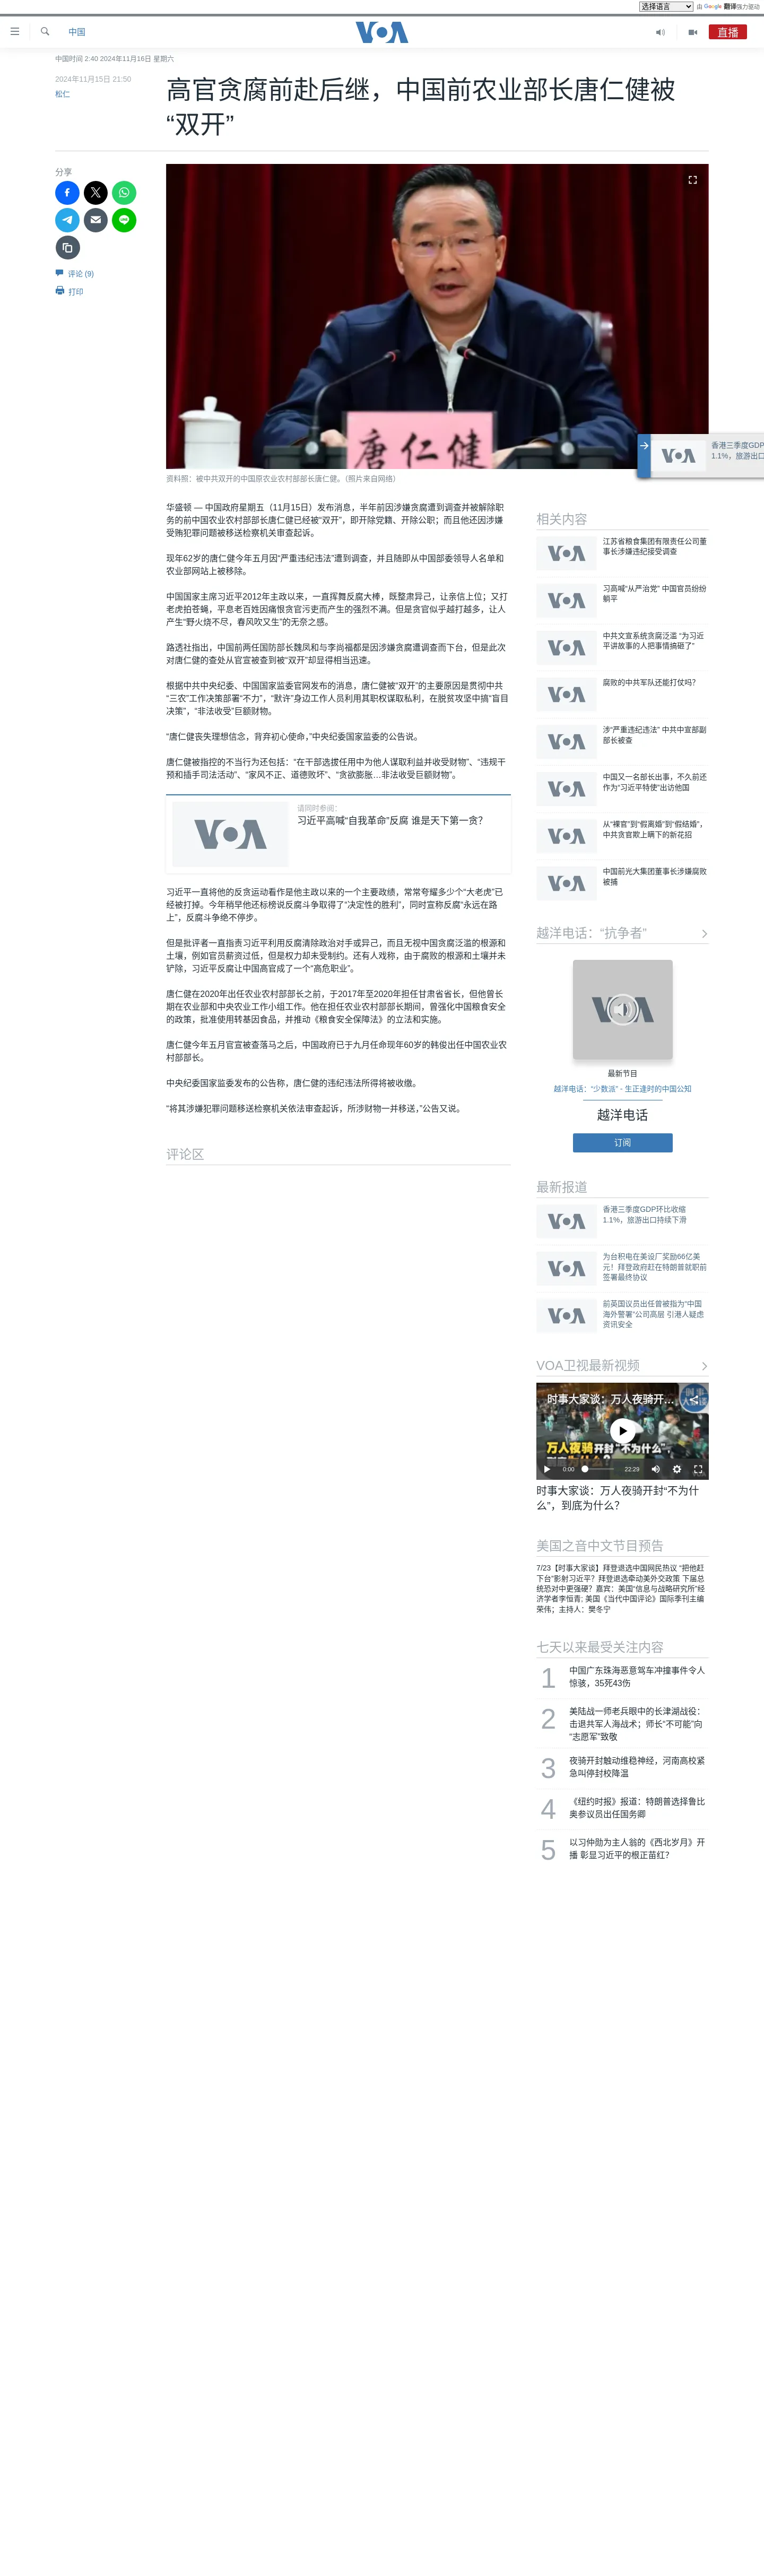 选择语言 由 Google 翻译强力驱动
中国
VOA
直播
中国时间 2:40 2024年11月16日 星期六
2024年11月15日 21:50
松仁
高官贪腐前赴后继，中国前农业部长唐仁健被
“双开”
分享
评论 (9)
打印
唐仁健
资料照：被中共双开的中国原农业农村部部长唐仁健。（照片来自网络）
香港三季度GDP
1.1%，旅游出口
华盛顿 — 中国政府星期五（11月15日）发布消息，半年前因涉嫌贪腐遭到调查并被解除职
务的前中国农业农村部部长唐仁健已经被“双开”，即开除党籍、开除公职；而且他还因涉嫌
受贿犯罪问题被移送检察机关审查起诉。
现年62岁的唐仁健今年五月因“严重违纪违法”遭到调查，并且随即从中国部委领导人名单和
农业部网站上被移除。
中国国家主席习近平2012年主政以来，一直挥舞反腐大棒，既整肃异己，让亲信上位；又打
老虎拍苍蝇，平息老百姓因痛恨贪官污吏而产生的强烈不满。但是贪官似乎越打越多，让人
产生“野火烧不尽，春风吹又生”的无奈之感。
路透社指出，中国前两任国防部长魏凤和与李尚福都是因涉嫌贪腐遭调查而下台，但是此次
对唐仁健的查处从官宣被查到被“双开”却显得相当迅速。
根据中共中央纪委、中国国家监委官网发布的消息，唐仁健被“双开”的主要原因是贯彻中共
“三农”工作决策部署“不力”，“默许”身边工作人员利用其职权谋取私利，在脱贫攻坚中搞“盲目
决策”，“非法收受”巨额财物。
“唐仁健丧失理想信念，背弃初心使命，”中央纪委国家监委的公告说。
唐仁健被指控的不当行为还包括：“在干部选拔任用中为他人谋取利益并收受财物”、“违规干
预和插手司法活动”、“家风不正、道德败坏”、“贪欲膨胀…非法收受巨额财物”。
请同时参阅：
习近平高喊“自我革命”反腐 谁是天下第一贪？
VOA
习近平一直将他的反贪运动看作是他主政以来的一个主要政绩，常常夸耀多少个“大老虎”已
经被打掉。今年稍早他还标榜说反腐斗争取得了“决定性的胜利”，同时宣称反腐“永远在路
上”，反腐斗争绝不停步。
但是批评者一直指责习近平利用反腐清除政治对手或异己，而且无视中国贪腐泛滥的根源和
土壤，例如官员薪资过低，但是权力却未受制约。还有人戏称，由于腐败的根源和土壤并未
铲除，习近平反腐让中国高官成了一个“高危职业”。
唐仁健在2020年出任农业农村部部长之前，于2017年至2020年担任甘肃省省长，但他曾长
期在农业部和中央农业工作小组工作。他在担任农业农村部部长期间，曾强化中国粮食安全
的政策，批准使用转基因食品，并推动《粮食安全保障法》的立法和实施。
唐仁健今年五月官宣被查落马之后，中国政府已于九月任命现年60岁的韩俊出任中国农业农
村部部长。
中央纪委国家监委发布的公告称，唐仁健的违纪违法所得将被收缴。
“将其涉嫌犯罪问题移送检察机关依法审查起诉，所涉财物一并移送，”公告又说。
评论区
相关内容
江苏省粮食集团有限责任公司董
事长涉嫌违纪接受调查
习高喊“从严治党” 中国官员纷纷
躺平
中共文宣系统贪腐泛滥 “为习近
平讲故事的人把事情搞砸了”
腐败的中共军队还能打仗吗？
涉“严重违纪违法” 中共中宣部副
部长被查
中国又一名部长出事，不久前还
作为“习近平特使”出访他国
从“裸官”到“假离婚”到“假结婚”，
中共贪官欺上瞒下的新花招
中国前光大集团董事长涉嫌腐败
被捕
越洋电话：“抗争者”
最新节目
越洋电话：“少数派” - 生正逢时的中国公知
越洋电话
订阅
最新报道
香港三季度GDP环比收缩
1.1%，旅游出口持续下滑
为台积电在美设厂奖励66亿美
元！拜登政府赶在特朗普就职前
签署最终协议
前英国议员出任曾被指为“中国
海外警署”公司高层 引港人疑虑
资讯安全
VOA卫视最新视频
时事大家谈：万人夜骑开...
万人夜骑开封“不为什么”，
0:00 22:29
时事大家谈：万人夜骑开封“不为什
么”，到底为什么？
美国之音中文节目预告
7/23【时事大家谈】拜登退选中国网民热议 “把他赶
下台”影射习近平？拜登退选牵动美外交政策 下届总
统恐对中更强硬？嘉宾：美国“信息与战略研究所”经
济学者李恒青; 美国《当代中国评论》国际季刊主编
荣伟；主持人：樊冬宁
七天以来最受关注内容
1 中国广东珠海恶意驾车冲撞事件令人
惊骇，35死43伤
2 美陆战一师老兵眼中的长津湖战役：
击退共军人海战术；师长“不可能”向
“志愿军”致敬
3 夜骑开封触动维稳神经，河南高校紧
急叫停封校降温
4 《纽约时报》报道：特朗普选择鲁比
奥参议员出任国务卿
5 以习仲勋为主人翁的《西北岁月》开
播 彰显习近平的根正苗红？